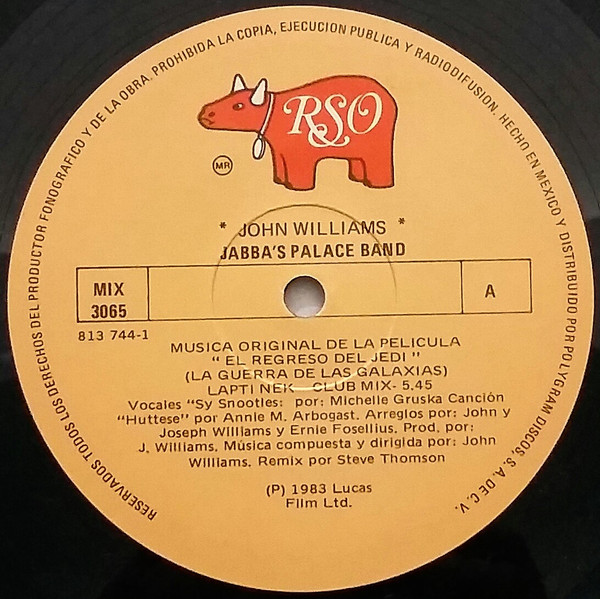 RESERVADOS TODOS LOS DERECHOS DEL PRODUCTOR FONOGRAFICO Y DE LA OBRA. PROHIBIDA LA COPIA, EJECUCION PUBLICA Y RADIODIFUSION. HECHO EN MEXICO Y DISTRIBUIDO POR POLYGRAM DISCOS, S. A. DE C. V.
RSO
MR
* JOHN WILLIAMS *
JABBA'S PALACE BAND
MIX
3065
A
813 744-1
MUSICA ORIGINAL DE LA PELICULA
" EL REGRESO DEL JEDI "
(LA GUERRA DE LAS GALAXIAS)
LAPTI NEK - CLUB MIX- 5,45
Vocales "Sy Snootles: por: Michelle Gruska Canción
"Huttese" por Annie M. Arbogast. Arreglos por: John y
Joseph Williams y Ernie Fosellius. Prod, por:
J. Williams. Música compuesta y dirigida por: John
Williams. Remix por Steve Thomson
(P) 1983 Lucas
Film Ltd.